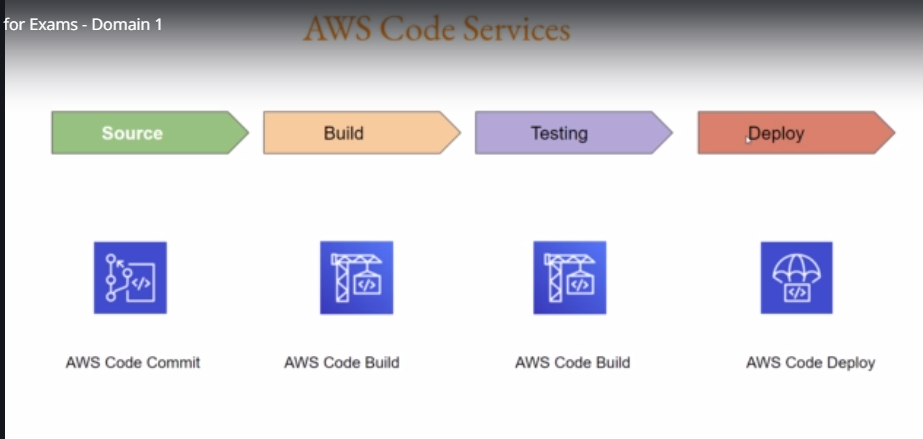 for Exams - Domain 1
AWS Code Services
Source
Build
Testing
Deploy
</>
</>
</>
</>
AWS Code Commit
AWS Code Build
AWS Code Build
AWS Code Deploy